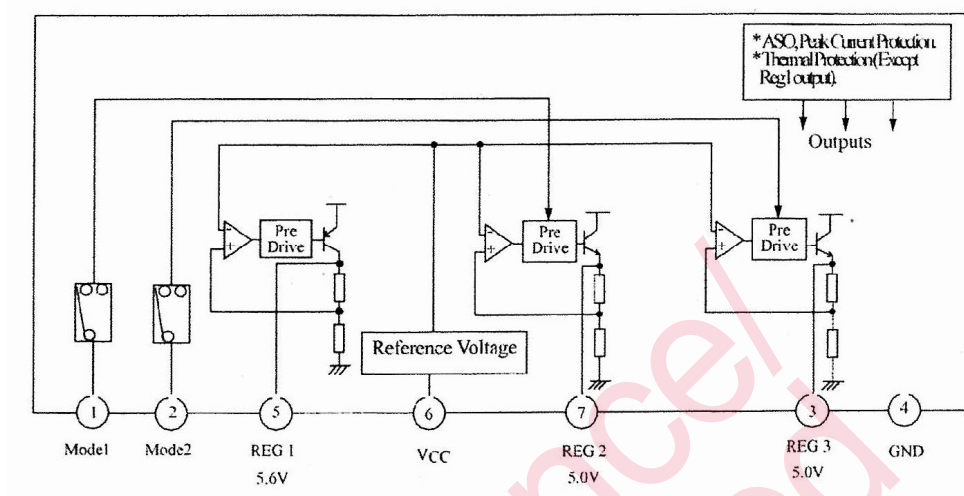 * ASO, Peak Current Protection.
* Thermal Protection (Except
Reg1 output).
Outputs
Pre
Drive
Pre
Drive
Pre
Drive
-
+
-
+
-
+
Reference Voltage
1
2
5
6
7
3
4
Mode1
Mode2
REG 1
VCC
REG 2
REG 3
GND
5.6V
5.0V
5.0V